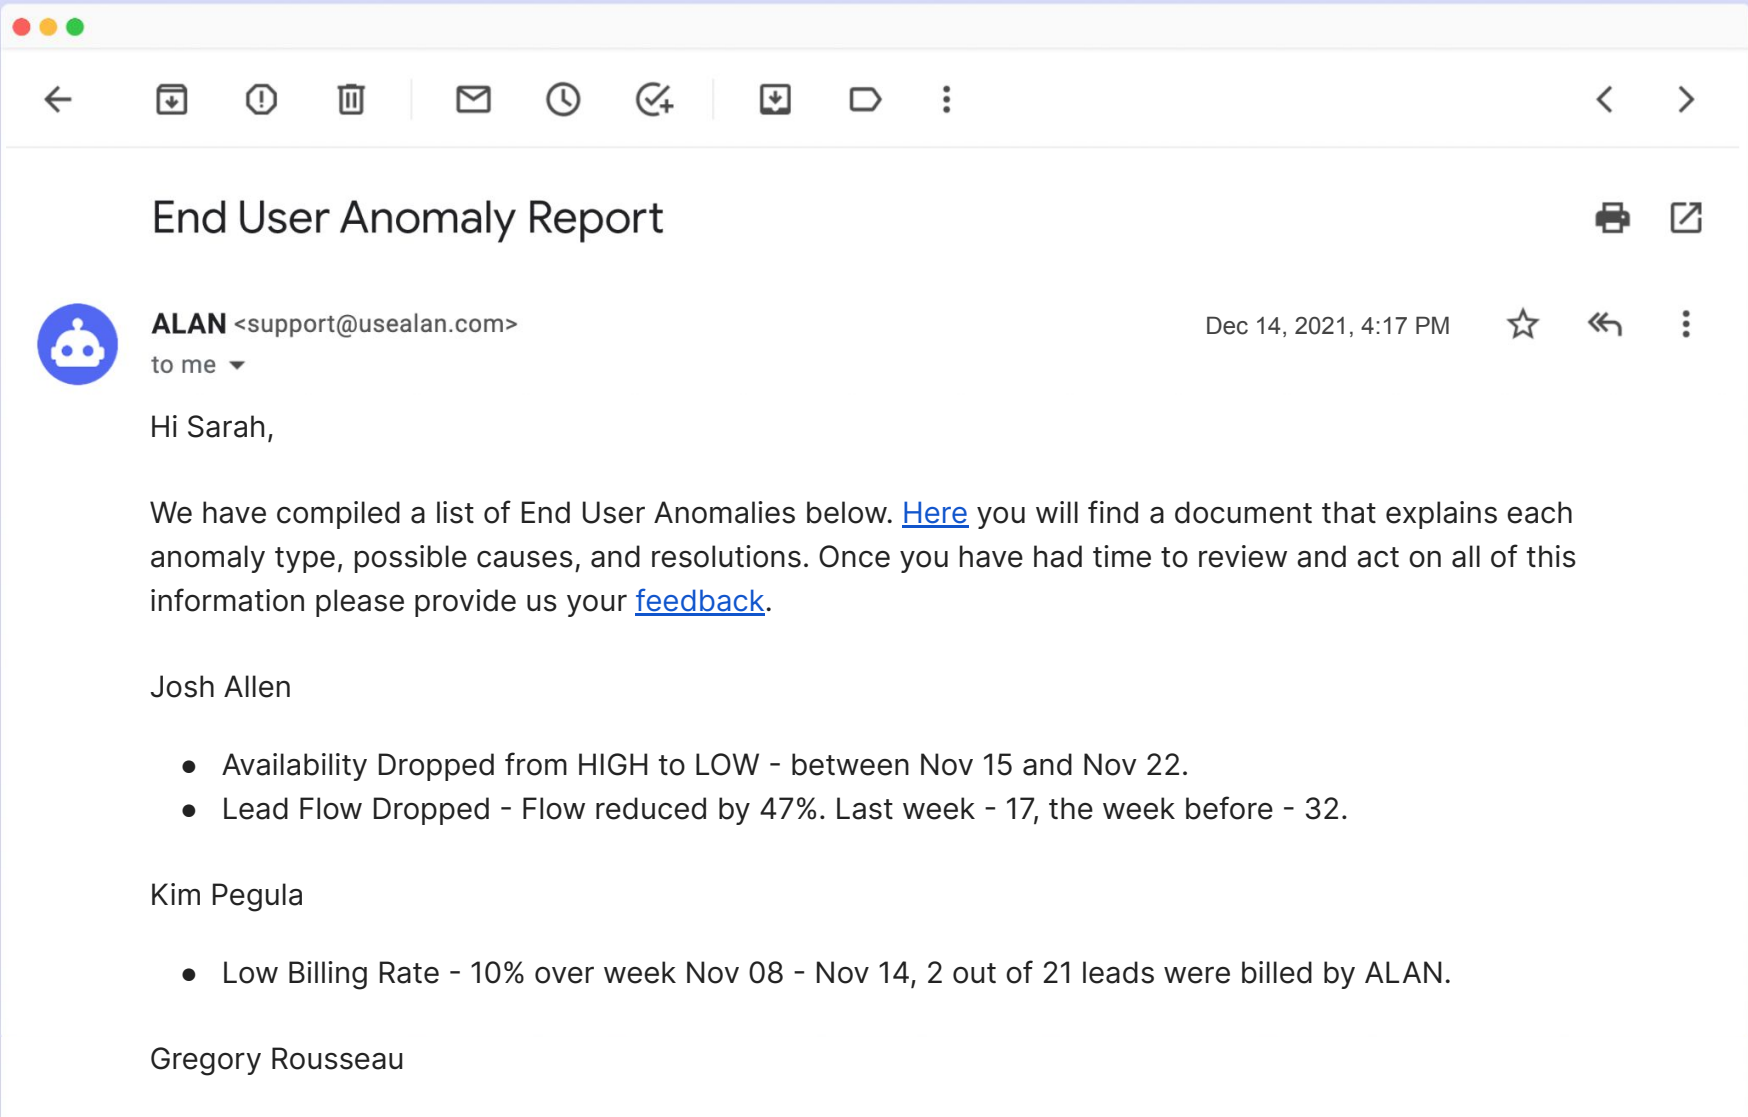 End User Anomaly Report
ALAN <support@usealan.com>
Dec 14, 2021, 4:17 PM
to me
Hi Sarah,
We have compiled a list of End User Anomalies below. Here you will find a document that explains each
anomaly type, possible causes, and resolutions. Once you have had time to review and act on all of this
information please provide us your feedback.
Josh Allen
● Availability Dropped from HIGH to LOW - between Nov 15 and Nov 22.
● Lead Flow Dropped - Flow reduced by 47%. Last week - 17, the week before - 32.
Kim Pegula
● Low Billing Rate - 10% over week Nov 08 - Nov 14, 2 out of 21 leads were billed by ALAN.
Gregory Rousseau